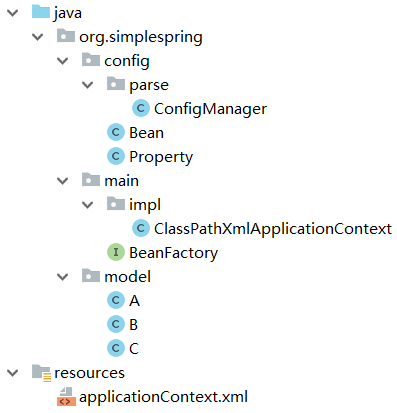 java
org.simplespring
config
parse
ConfigManager
Bean
Property
main
impl
ClassPathXmlApplicationContext
BeanFactory
model
A
B
C
resources
applicationContext.xml